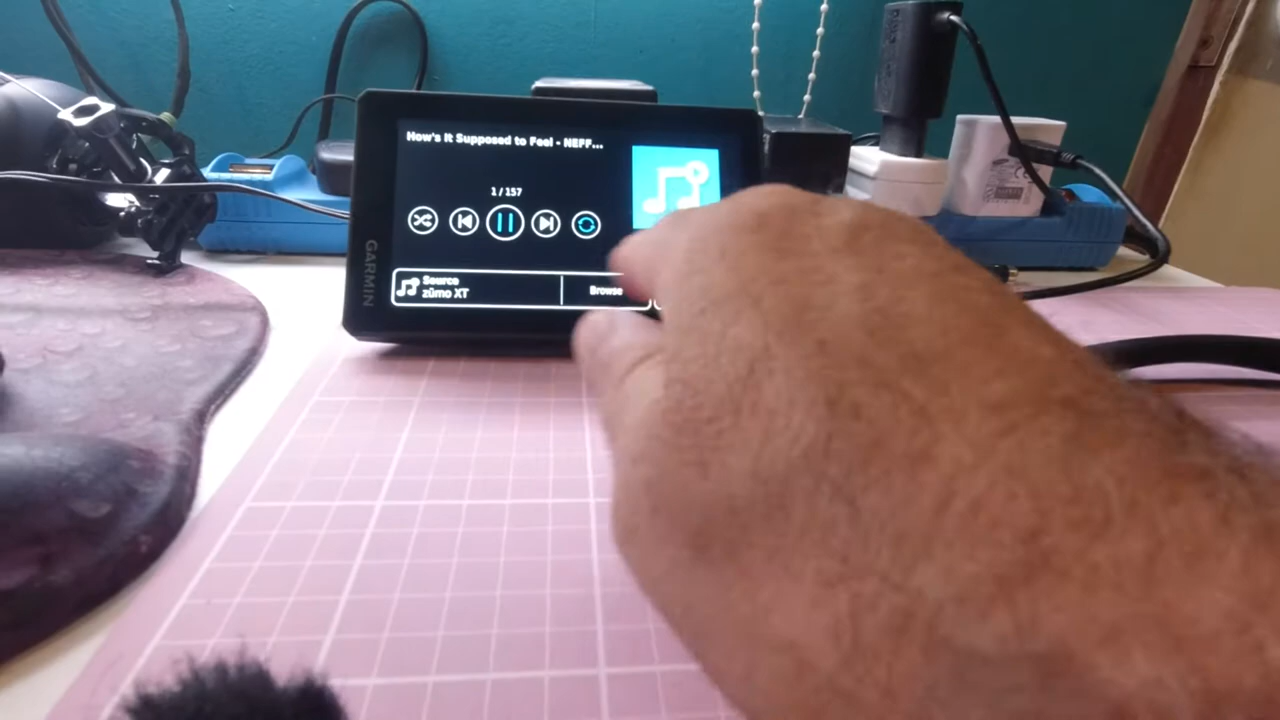 How's It Supposed to Feel - NEFF...
1 / 157
Source
zūmo XT
Browse
GARMIN